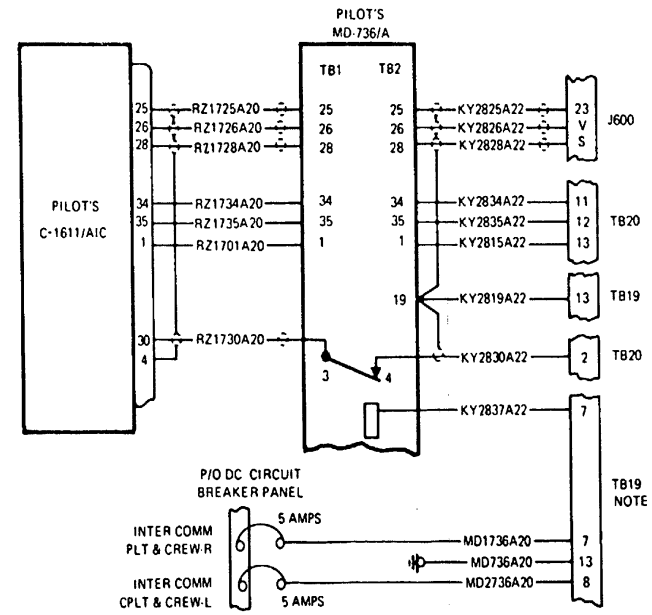 PILOT'S
MD-736/A
TB1 TB2
25 RZ1725A20 25 25 KY2825A22 23
26 RZ1726A20 26 26 KY2826A22 V J600
28 RZ1728A20 28 28 KY2828A22 S
PILOT'S
C-1611/AIC
34 RZ1734A20 34 34 KY2834A22 11
35 RZ1735A20 35 35 KY2835A22 12 TB20
1 RZ1701A20 1 1 KY2815A22 13
19 KY2819A22 13 TB19
30 RZ1730A20
4
3 4
KY2830A22 2 TB20
KY2837A22 7
P/O DC CIRCUIT
BREAKER PANEL
TB19
NOTE
5 AMPS
INTER COMM
PLT & CREW-R
MD1736A20 7
MD736A20 13
INTER COMM
CPLT & CREW-L
MD2736A20 8
5 AMPS